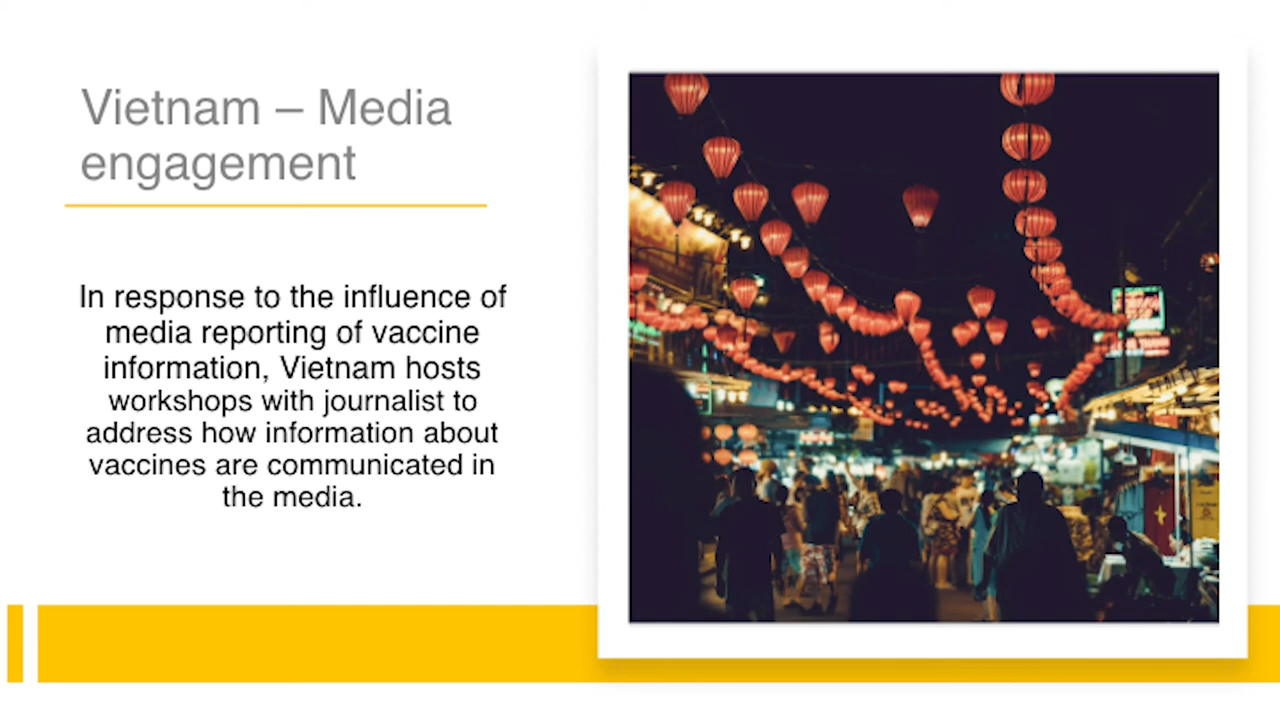 Vietnam – Media
engagement
In response to the influence of
media reporting of vaccine
information, Vietnam hosts
workshops with journalist to
address how information about
vaccines are communicated in
the media.